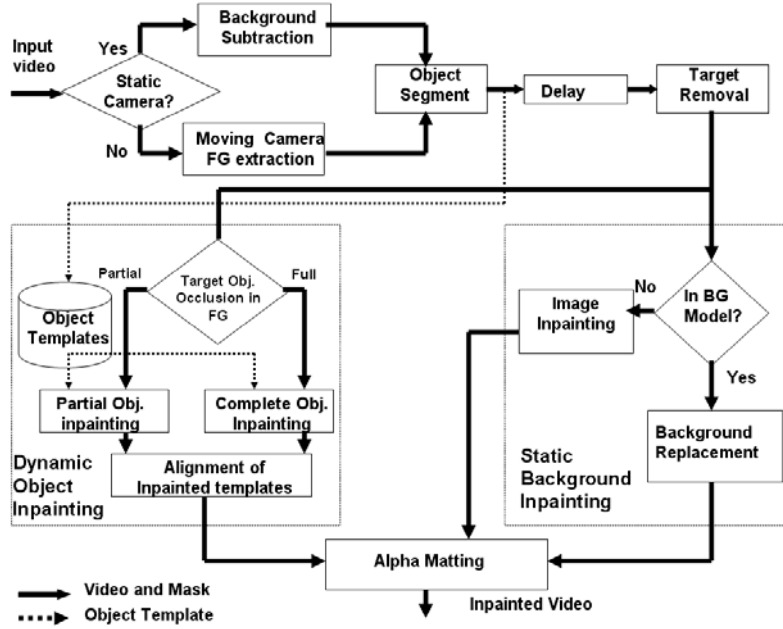 Input
video
Static
Camera?
Yes
No
Background
Subtraction
Moving Camera
FG extraction
Object
Segment
Delay
Target
Removal
Partial
Target Obj.
Occlusion in
FG
Full
Object
Templates
Partial Obj.
inpainting
Complete Obj.
Inpainting
Dynamic
Object
Inpainting
Alignment of
Inpainted templates
Image
Inpainting
No
In BG
Model?
Yes
Background
Replacement
Static
Background
Inpainting
Alpha Matting
Inpainted Video
Video and Mask
Object Template